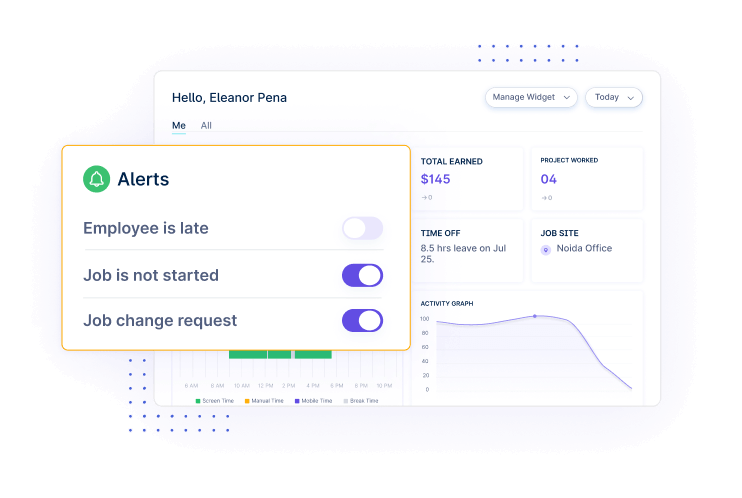 Hello, Eleanor Pena
Manage Widget
Today
Me All
Alerts
Employee is late
Job is not started
Job change request
TOTAL EARNED
$145
→0
PROJECT WORKED
04
→0
TIME OFF
8.5 hrs leave on Jul
25.
JOB SITE
Noida Office
ACTIVITY GRAPH
100
80
60
40
20
0
6 AM 8 AM 10 AM 12 PM 2 PM 4 PM 6 PM 8 PM 10 PM
Screen Time Manual Time Mobile Time Break Time